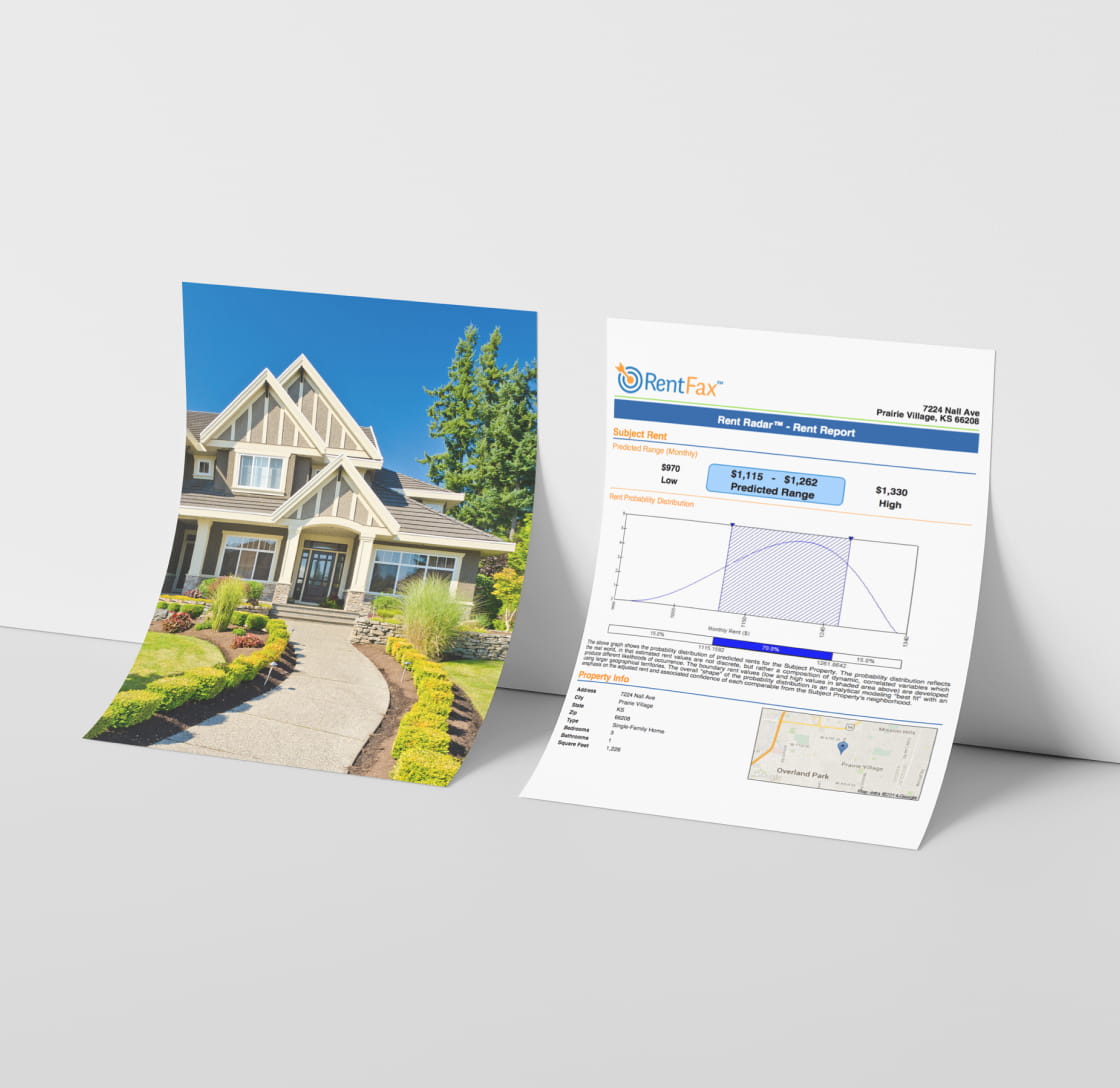 RentFax™
7224 Nall Ave
Prairie Village, KS 66208
Rent Radar™ - Rent Report
Subject Rent
Predicted Range (Monthly)
$970
Low
$1,115 - $1,262
Predicted Range
$1,330
High
Rent Probability Distribution
Monthly Rent ($)
15.0%
70.0%
15.0%
1115.1592
1261.8642
The above graph shows the probability distribution of predicted rents for the Subject Property. The probability distribution reflects
the real world, in that estimated rent values are not discrete, but rather a composition of dynamic, correlated variables which
produce different likelihoods of occurrence. The boundary rent values (low and high values in shaded area above) are developed
using larger geographical territories. The overall "shape" of the probability distribution is an analytical modeling "best fit" with an
emphasis on the adjusted rent and associated confidence of each comparable from the Subject Property's neighborhood.
Property Info
Address 7224 Nall Ave
City Prairie Village
State KS
Zip 66208
Type Single-Family Home
Bedrooms 3
Bathrooms 1
Square Feet 1,228
Mission Hills
Prairie Village
Overland Park
Google
Map data ©2014 Google